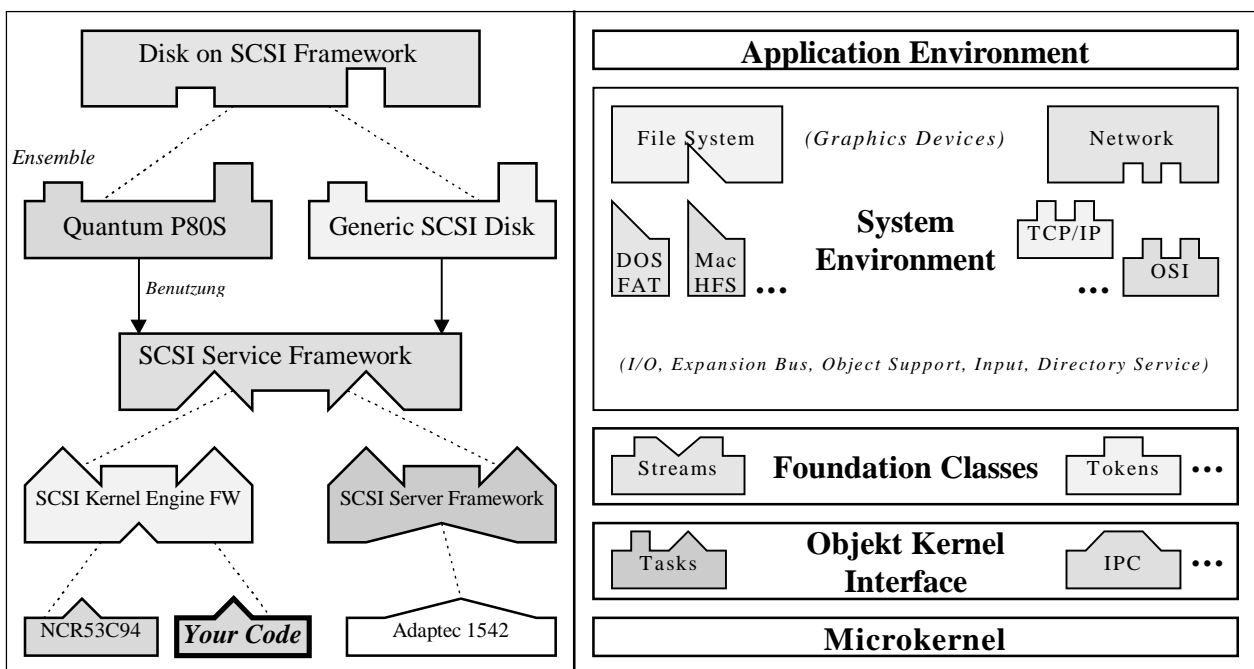 Disk on SCSI Framework
Ensemble
Quantum P80S
Generic SCSI Disk
Benutzung
SCSI Service Framework
SCSI Kernel Engine FW
SCSI Server Framework
NCR53C94
Your Code
Adaptec 1542
Application Environment
File System
(Graphics Devices)
Network
System
Environment
DOS
FAT
Mac
HFS
...
TCP/IP
...
OSI
(I/O, Expansion Bus, Object Support, Input, Directory Service)
Streams
Foundation Classes
Tokens
...
Tasks
Objekt Kernel
Interface
IPC
...
Microkernel